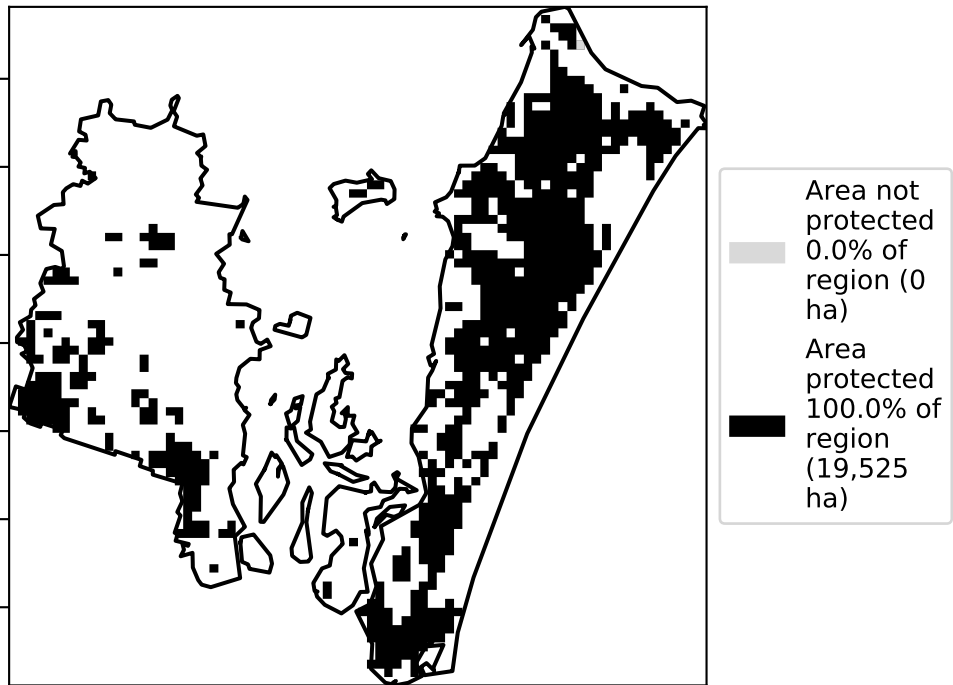 Area not
protected
0.0% of
region (0
ha)
Area
protected
100.0% of
region
(19,525
ha)